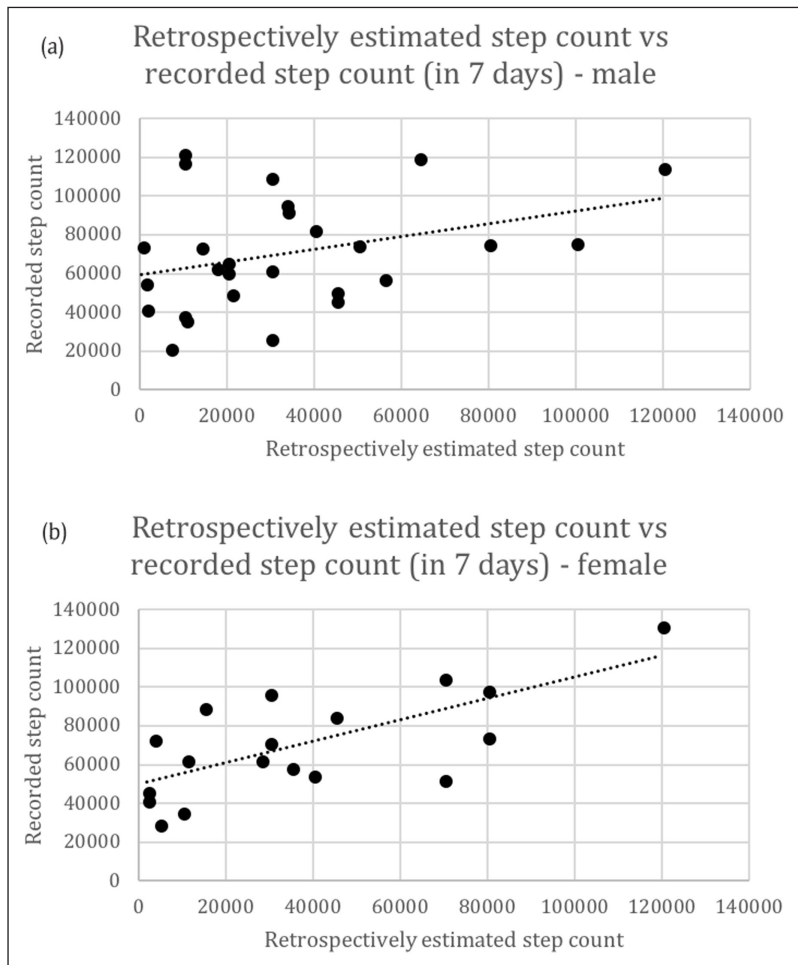 (a)
Retrospectively estimated step count vs
recorded step count (in 7 days) - male
Recorded step count
140000
120000
100000
80000
60000
40000
20000
0
0 20000 40000 60000 80000 100000 120000 140000
Retrospectively estimated step count
(b)
Retrospectively estimated step count vs
recorded step count (in 7 days) - female
Recorded step count
140000
120000
100000
80000
60000
40000
20000
0
0 20000 40000 60000 80000 100000 120000 140000
Retrospectively estimated step count